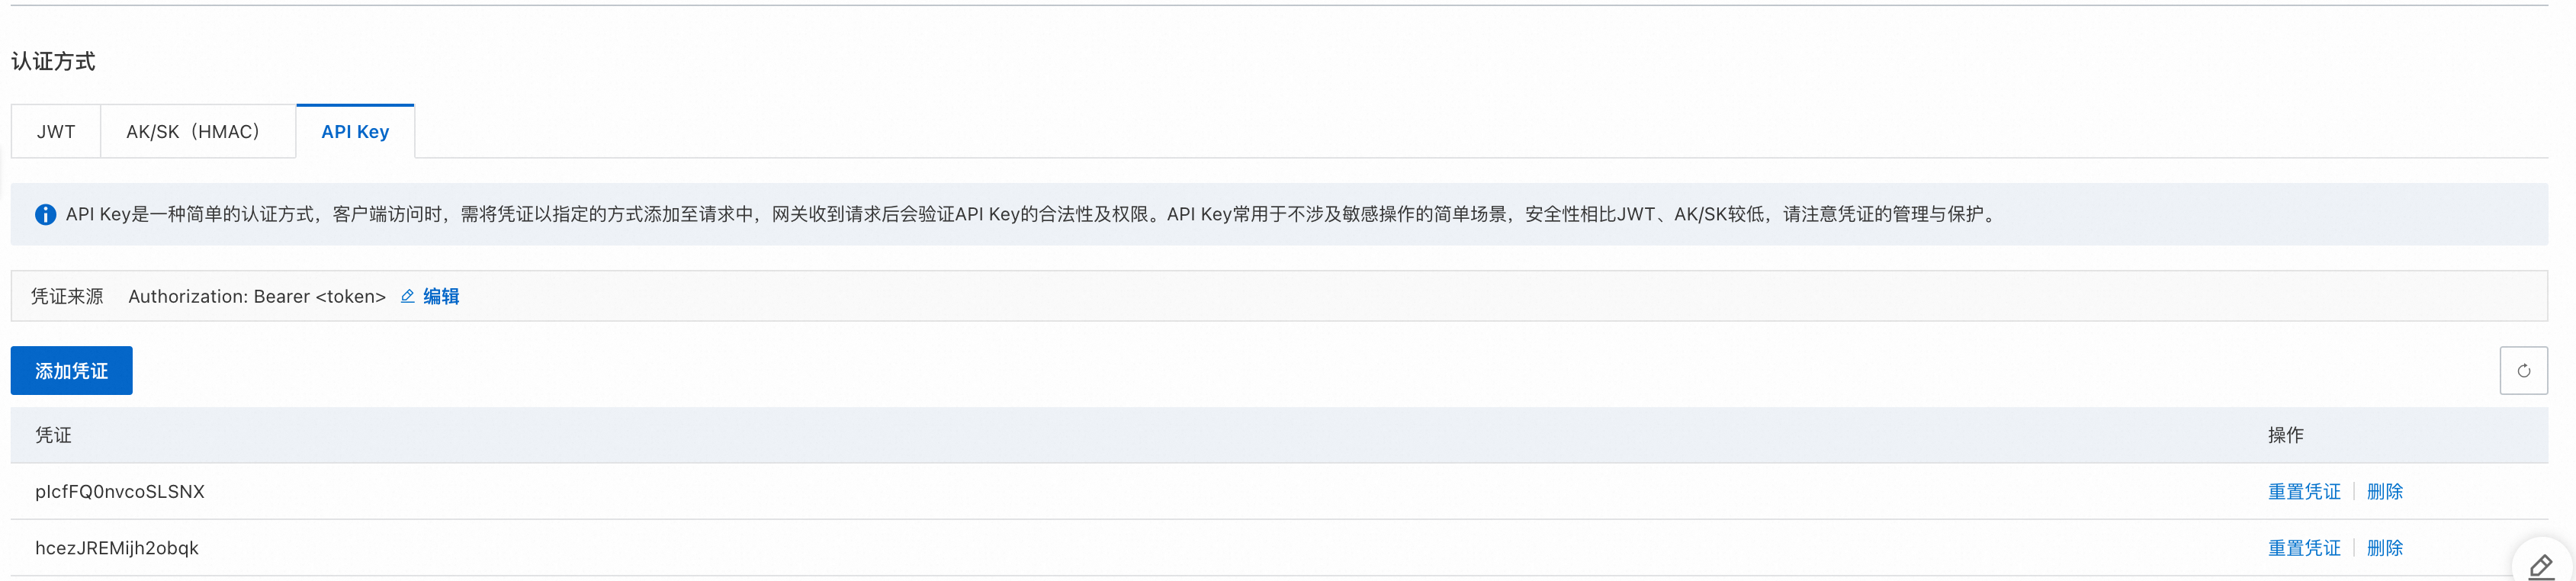 认证方式
JWT AK/SK（HMAC） API Key
API Key是一种简单的认证方式，客户端访问时，需将凭证以指定的方式添加至请求中，网关收到请求后会验证API Key的合法性及权限。API Key常用于不涉及敏感操作的简单场景，安全性相比JWT、AK/SK较低，请注意凭证的管理与保护。
凭证来源 Authorization: Bearer <token> 编辑
添加凭证
凭证 操作
plcfFQ0nvcoSLSNX 重置凭证 删除
hcezJREMijh2obqk 重置凭证 删除